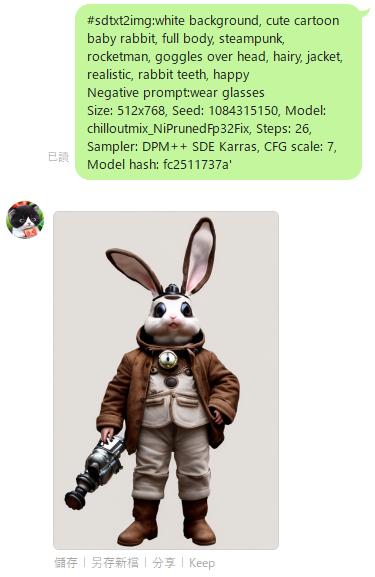 #sdtxt2img:white background, cute cartoon
baby rabbit, full body, steampunk,
rocketman, goggles over head, hairy, jacket,
realistic, rabbit teeth, happy
Negative prompt:wear glasses
Size: 512x768, Seed: 1084315150, Model:
chilloutmix_NiPrunedFp32Fix, Steps: 26,
Sampler: DPM++ SDE Karras, CFG scale: 7,
Model hash: fc2511737a'
已讀
儲存｜另存新檔｜分享｜Keep